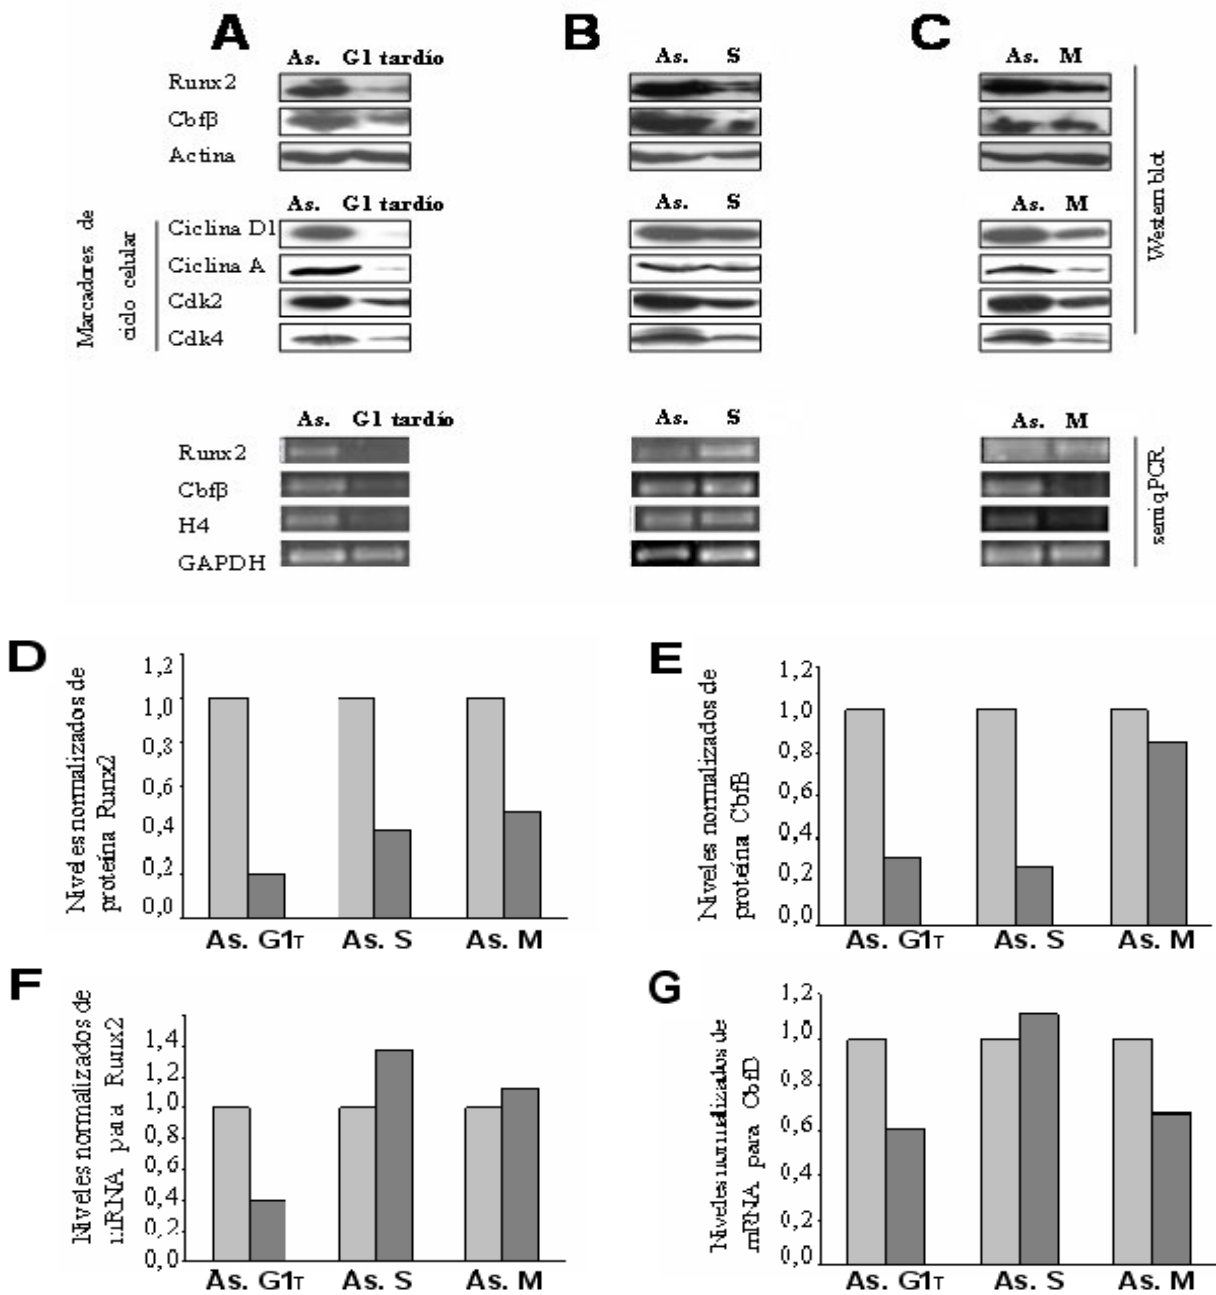 A
B
C
As. G1 tardío
As. S
As. M
Runx2
Cbfβ
Actina
As. G1 tardío
As. S
As. M
Ciclina D1
Ciclina A
Cdk2
Cdk4
Marcadores de
ciclo celular
Western blot
As. G1 tardío
As. S
As. M
Runx2
Cbfβ
H4
GAPDH
semi qPCR
D
Niveles normalizados de
proteína Runx2
1,2
1,0
0,8
0,6
0,4
0,2
0,0
As. G1T As. S As. M
E
Niveles normalizados de
proteína CbfB
1,2
1,0
0,8
0,6
0,4
0,2
0,0
As. G1T As. S As. M
F
Niveles normalizados de
mRNA para Runx2
1,4
1,2
1,0
0,8
0,6
0,4
0,2
0,0
As. G1T As. S As. M
G
Niveles normalizados de
mRNA para CbfD
1,2
1,0
0,8
0,6
0,4
0,2
0,0
As. G1T As. S As. M